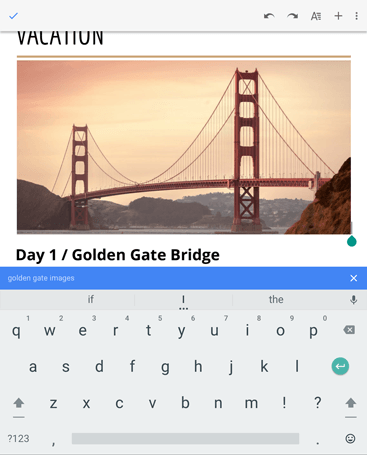 VACATION
Day 1 / Golden Gate Bridge
golden gate images
if I the
1 2 3 4 5 6 7 8 9 0
q w e r t y u i o p
a s d f g h j k l
z x c v b n m ! ?
?123 , .